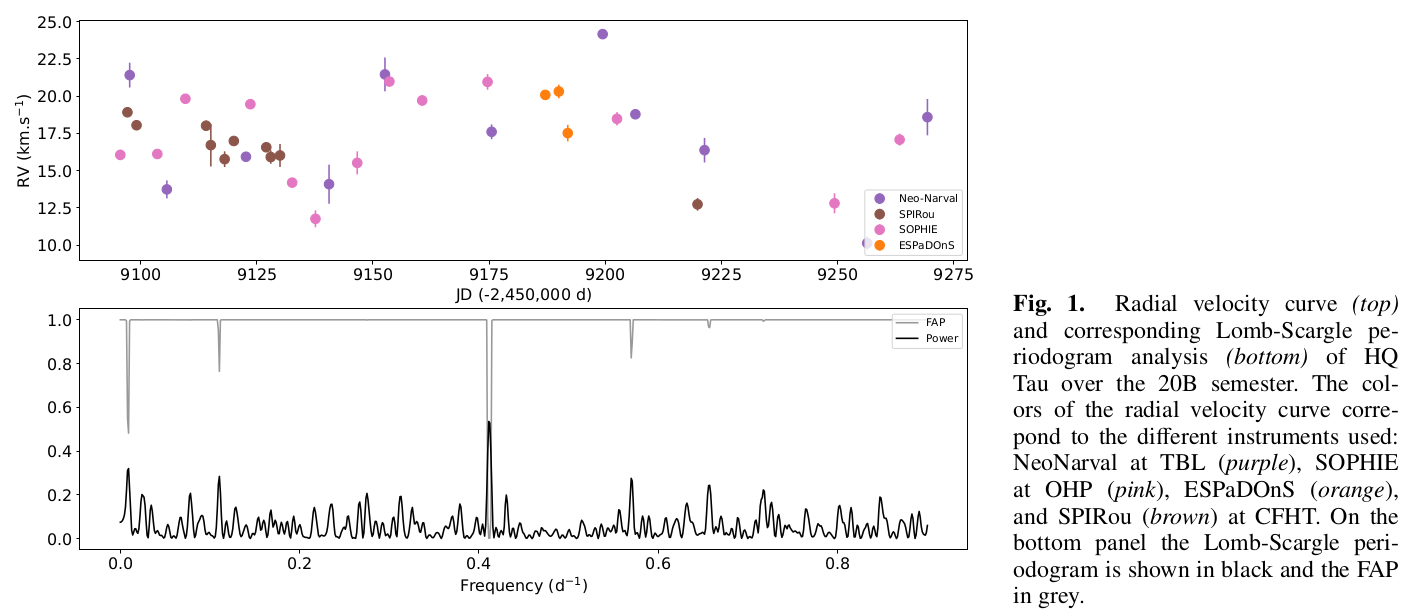 25.0
22.5
20.0
17.5
15.0
12.5
10.0
RV (km.s−1)
Neo-Narval
SPIRou
SOPHIE
ESPaDOnS
9100 9125 9150 9175 9200 9225 9250 9275
JD (-2,450,000 d)
1.0
0.8
0.6
0.4
0.2
0.0
FAP
Power
0.0 0.2 0.4 0.6 0.8
Frequency (d−1)
Fig. 1. Radial velocity curve (top)
and corresponding Lomb-Scargle pe-
riodogram analysis (bottom) of HQ
Tau over the 20B semester. The col-
ors of the radial velocity curve corre-
pond to the different instruments used:
NeoNarval at TBL (purple), SOPHIE
at OHP (pink), ESPaDOnS (orange),
and SPIRou (brown) at CFHT. On the
bottom panel the Lomb-Scargle peri-
odogram is shown in black and the FAP
in grey.